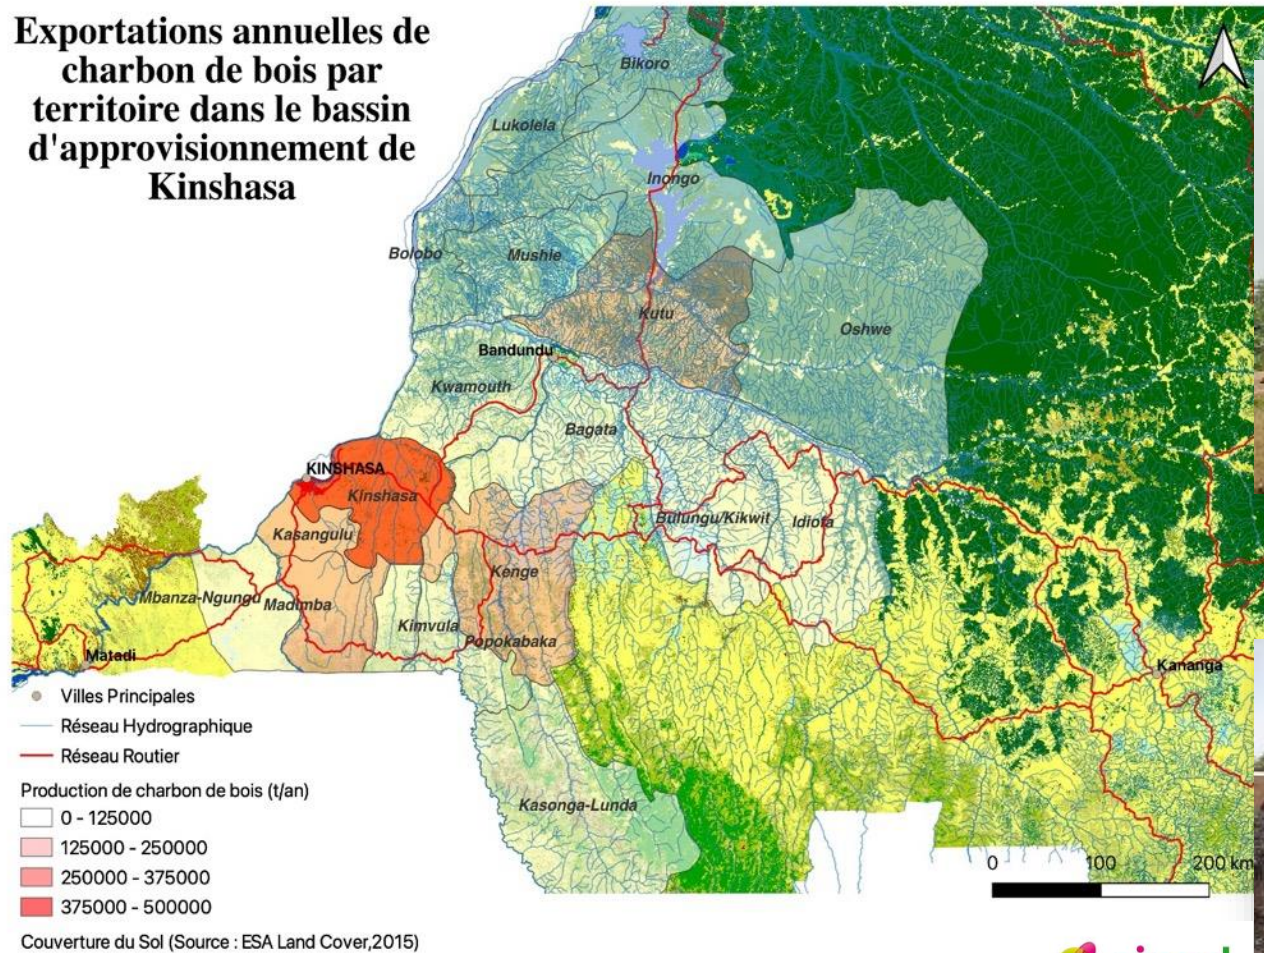 Exportations annuelles de
charbon de bois par
territoire dans le bassin
d'approvisionnement de
Kinshasa
Bikoro
Lukolela
Inongo
Bolobo
Mushie
Kutu
Oshwe
Bandundu
Kwamouth
Bagata
KINSHASA
Kinshasa
Kasangulu
Bulungu/Kikwit
Idiofa
Kenge
Mbanza-Ngungu
Madimba
Kimvula
Popokabaka
Matadi
Kananga
Kasonga-Lunda
Villes Principales
Réseau Hydrographique
Réseau Routier
Production de charbon de bois (t/an)
0 - 125000
125000 - 250000
250000 - 375000
375000 - 500000
0 100 200 km
Couverture du Sol (Source : ESA Land Cover,2015)